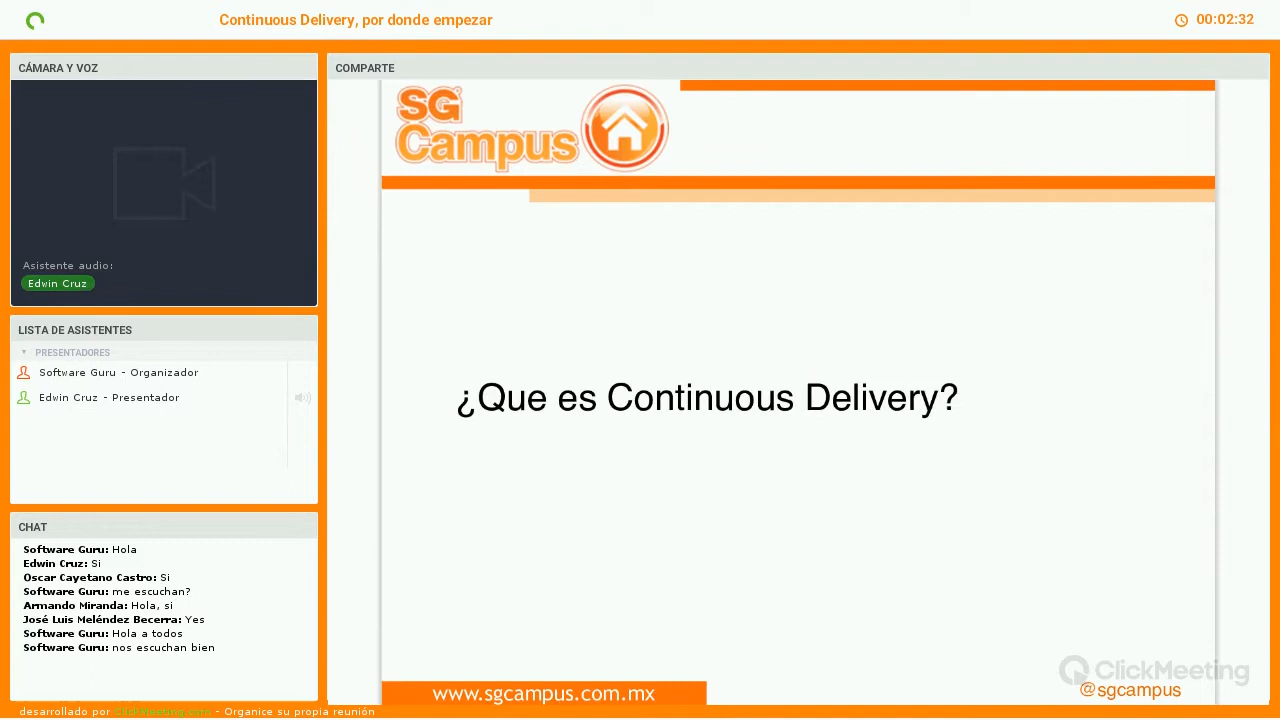 Continuous Delivery, por donde empezar
00:02:32
CÁMARA Y VOZ
Asistente audio:
Edwin Cruz
LISTA DE ASISTENTES
PRESENTADORES
Software Guru - Organizador
Edwin Cruz - Presentador
CHAT
Software Guru: Hola
Edwin Cruz: Si
Oscar Cayetano Castro: Si
Software Guru: me escuchan?
Armando Miranda: Hola, si
José Luis Meléndez Becerra: Yes
Software Guru: Hola a todos
Software Guru: nos escuchan bien
desarrollado por ClickMeeting.com - Organice su propia reunión
COMPARTE
SG
Campus
¿Que es Continuous Delivery?
www.sgcampus.com.mx
ClickMeeting
@sgcampus